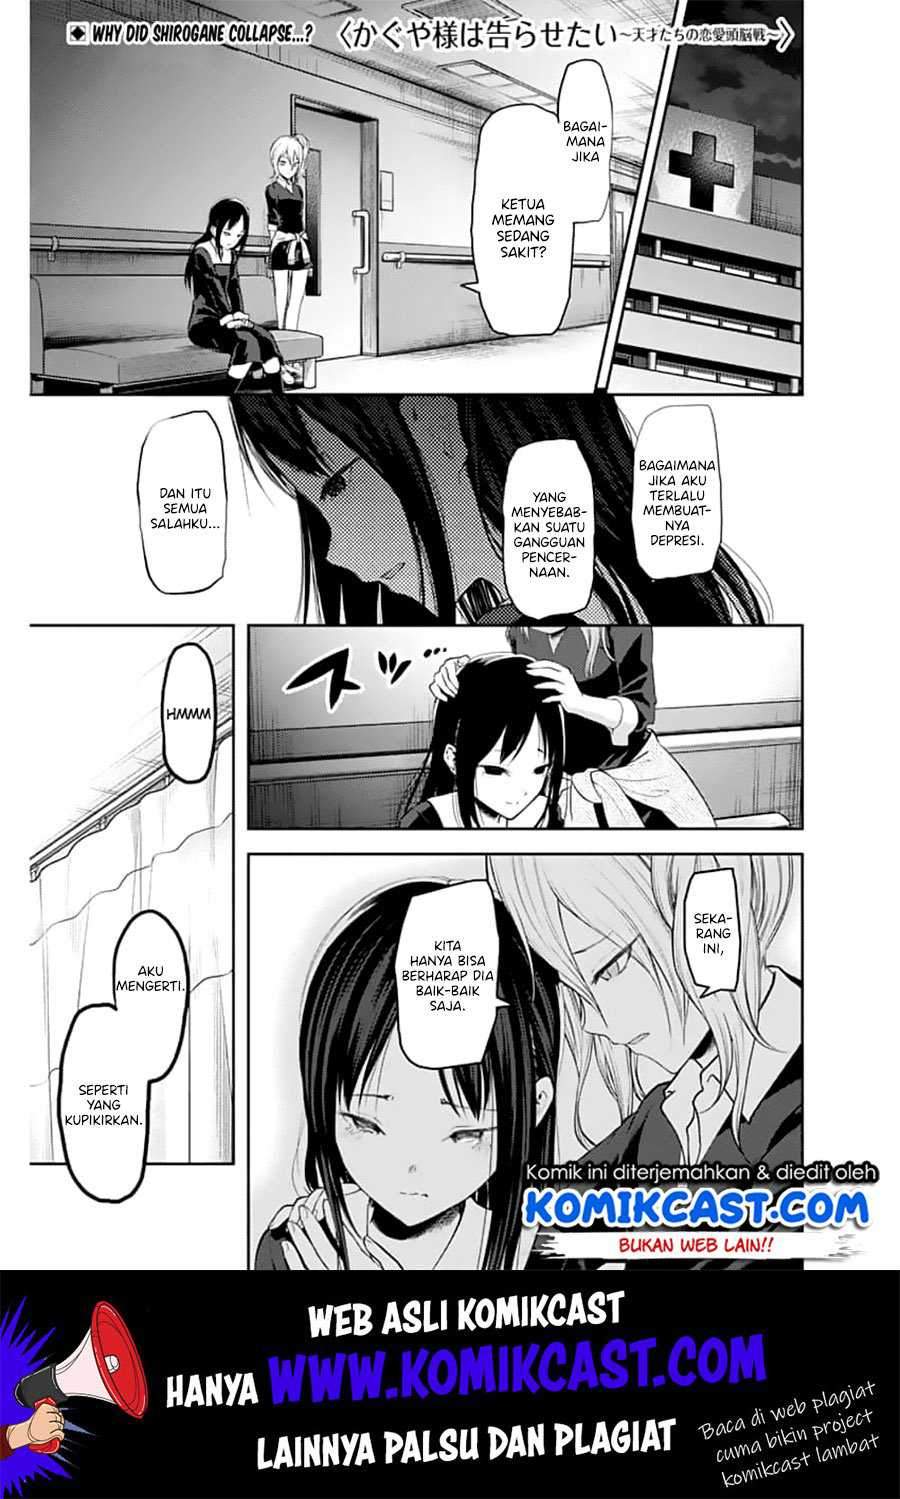 WHY DID SHIROGANE COLLAPSE...?
〈かぐや様は告らせたい～天才たちの恋愛頭脳戦～〉
BAGAI-
MANA
JIKA
KETUA
MEMANG
SEDANG
SAKIT?
BAGAIMANA
JIKA AKU
TERLALU
MEMBUAT-
NYA
DEPRESI.
YANG
MENYEBAB-
KAN SUATU
GANGGUAN
PENCER-
NAAN.
DAN ITU
SEMUA
SALAHKU...
スッ
SEKA-
RANG
INI,
KITA
HANYA BISA
BERHARAP DIA
BAIK-BAIK
SAJA.
HMMM
AKU
MENGERTI.
SEPERTI
YANG
KUPIKIRKAN.
Komik ini diterjemahkan & diedit oleh
KOMIKCAST.COM
BUKAN WEB LAIN!!
WEB ASLI KOMIKCAST
HANYA WWW.KOMIKCAST.COM
LAINNYA PALSU DAN PLAGIAT
Baca di web plagiat
cuma bikin project
komikcast lambat